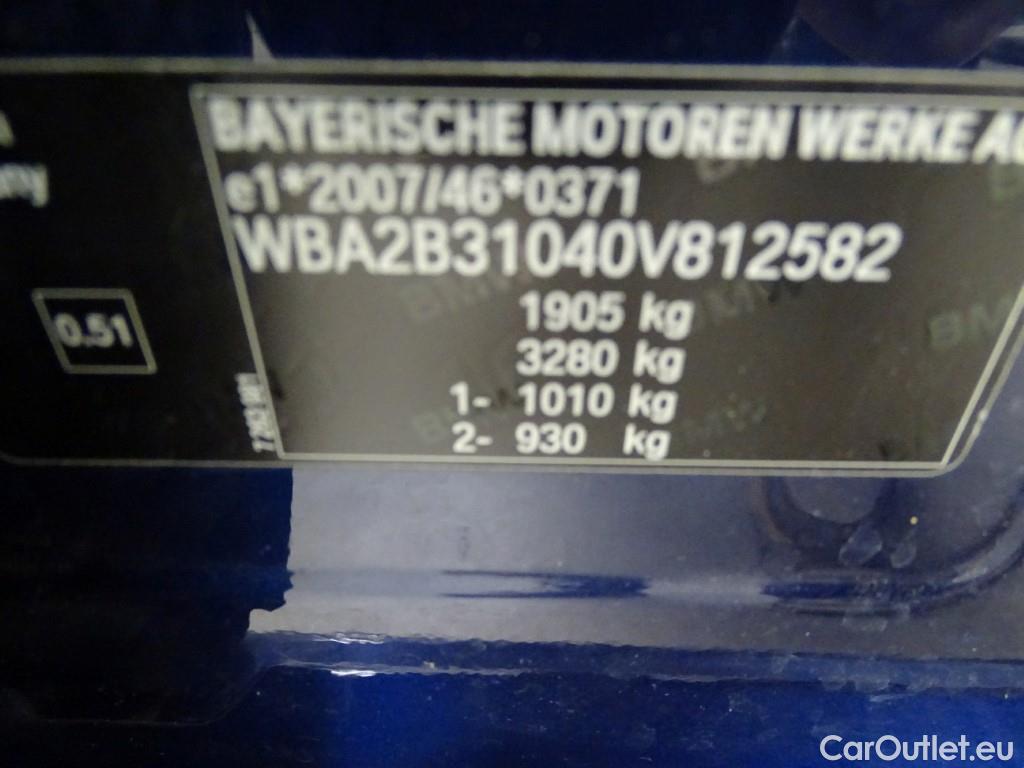 BAYERISCHE MOTOREN WERKE AG
e1*2007/46*0371
WBA2B31040V812582
0.51
1905 kg
3280 kg
1- 1010 kg
2- 930 kg
CarOutlet.eu